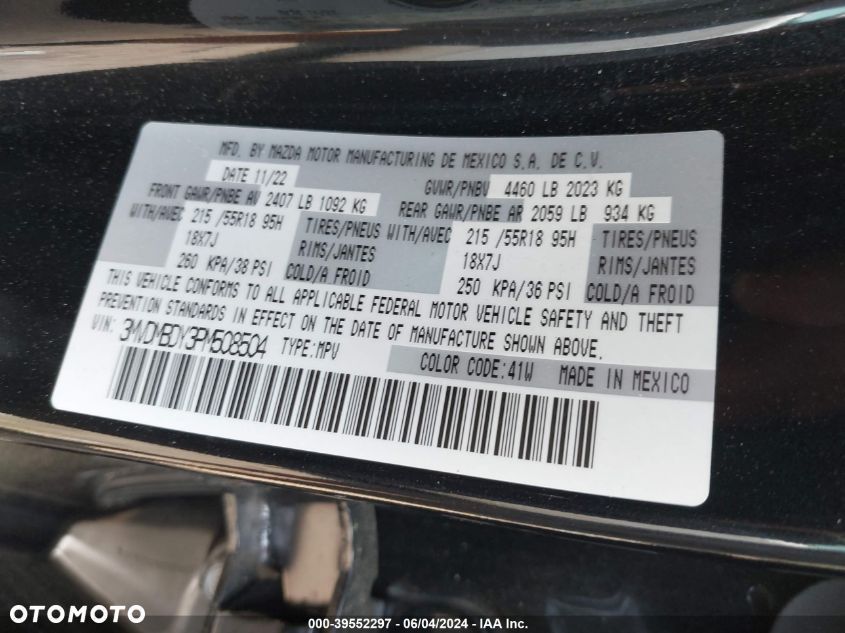 MFD. BY MAZDA MOTOR MANUFACTURING DE MEXICO S.A. DE C.V.
DATE 11/22 GVWR/PNBV 4460 LB 2023 KG
FRONT GAWR/PNBE AV 2407 LB 1092 KG REAR GAWR/PNBE AR 2059 LB 934 KG
WITH/AVEC 215 /55R18 95H TIRES/PNEUS WITH/AVEC 215 /55R18 95H TIRES/PNEUS
18X7J RIMS/JANTES 18X7J RIMS/JANTES
260 KPA/38 PSI COLD/A FROID 250 KPA/36 PSI COLD/A FROID
THIS VEHICLE CONFORMS TO ALL APPLICABLE FEDERAL MOTOR VEHICLE SAFETY AND THEFT
PREVENTION STANDARDS IN EFFECT ON THE DATE OF MANUFACTURE SHOWN ABOVE.
VIN: 3MVDMBDY3PM508504 TYPE:MPV
COLOR CODE:41W MADE IN MEXICO
OTOMOTO
000-39552297 - 06/04/2024 - IAA Inc.